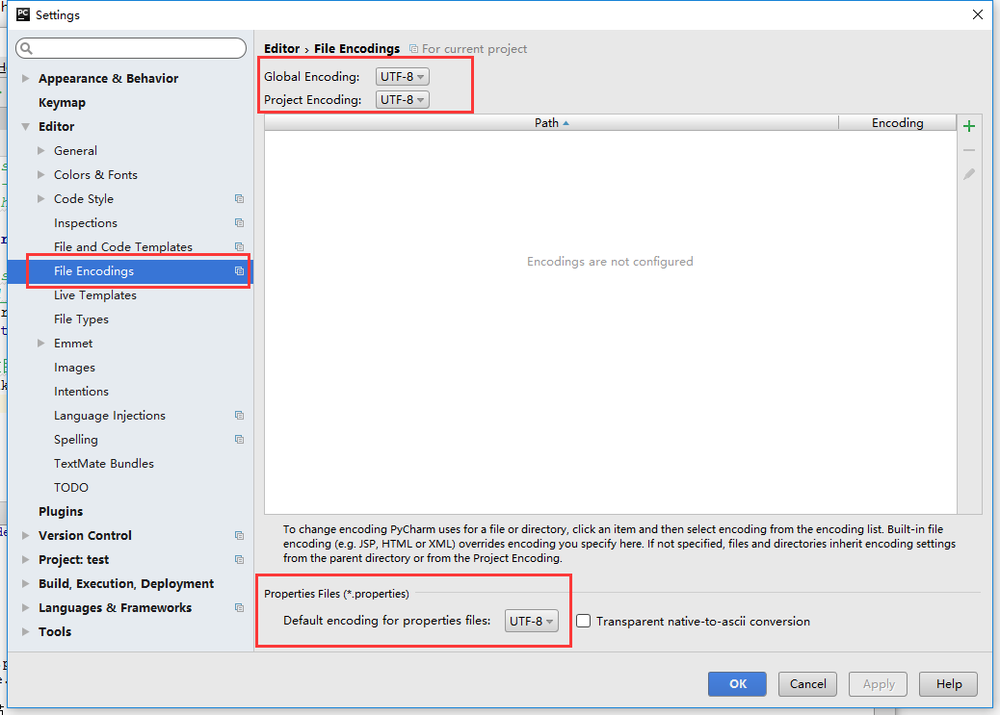 PC Settings
Editor › File Encodings For current project
Global Encoding: UTF-8
Project Encoding: UTF-8
Path Encoding
Encodings are not configured
Appearance & Behavior
Keymap
Editor
General
Colors & Fonts
Code Style
Inspections
File and Code Templates
File Encodings
Live Templates
File Types
Emmet
Images
Intentions
Language Injections
Spelling
TextMate Bundles
TODO
Plugins
Version Control
Project: test
Build, Execution, Deployment
Languages & Frameworks
Tools
To change encoding PyCharm uses for a file or directory, click an item and then select encoding from the encoding list. Built-in file
encoding (e.g. JSP, HTML or XML) overrides encoding you specify here. If not specified, files and directories inherit encoding settings
from the parent directory or from the Project Encoding.
Properties Files (*.properties)
Default encoding for properties files: UTF-8 Transparent native-to-ascii conversion
OK Cancel Apply Help